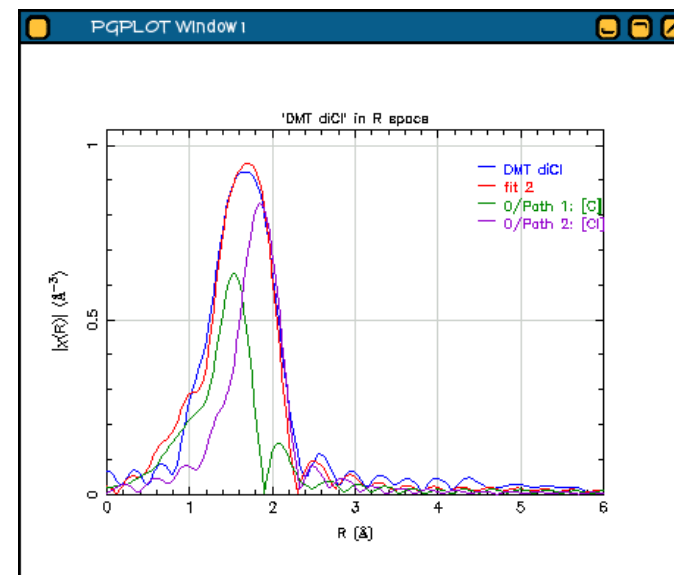 PGPLOT Window 1
'DMT diCl' in R space
DMT diCl
fit 2
0/Path 1: [C]
0/Path 2: [Cl]
1
0.5
0
|χ(R)| (Å⁻³)
0 1 2 3 4 5 6
R (Å)